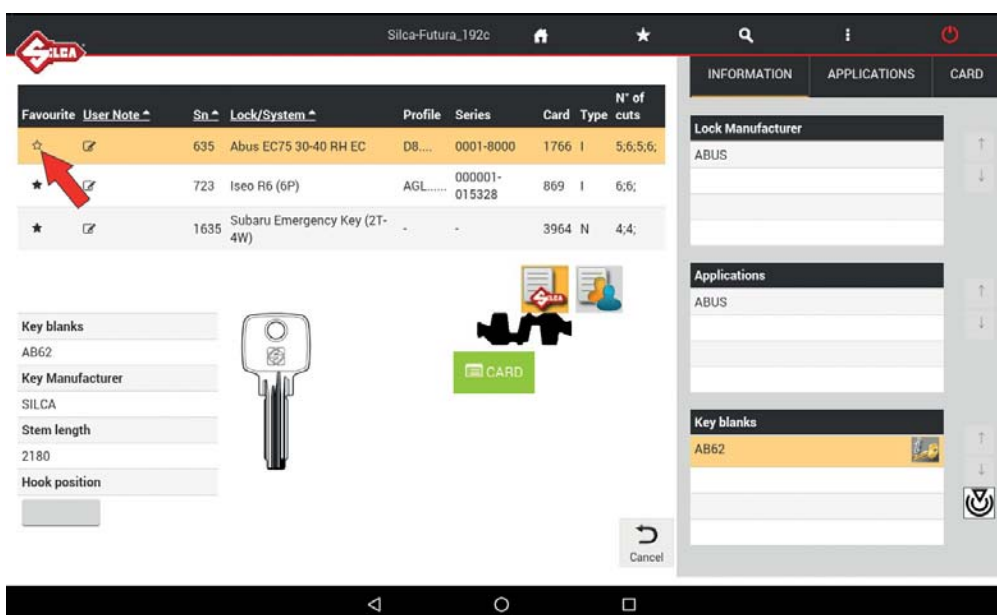 SILCA
Silca-Futura_192c
INFORMATION APPLICATIONS CARD
Favourite User Note Sn Lock/System Profile Series Card Type N° of cuts
635 Abus EC75 30-40 RH EC D8.... 0001-8000 1766 I 5;6;5;6;
723 Iseo R6 (6P) AGL...... 000001-
015328 869 I 6;6;
1635 Subaru Emergency Key (2T-
4W) - - 3964 N 4;4;
Lock Manufacturer
ABUS
Applications
ABUS
SILCA
CARD
Key blanks
AB62
Key Manufacturer
SILCA
Stem length
2180
Hook position
Key blanks
AB62
Cancel